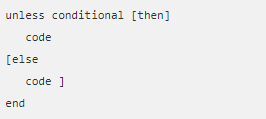 unless conditional [then]
   code
[else
   code ]
end